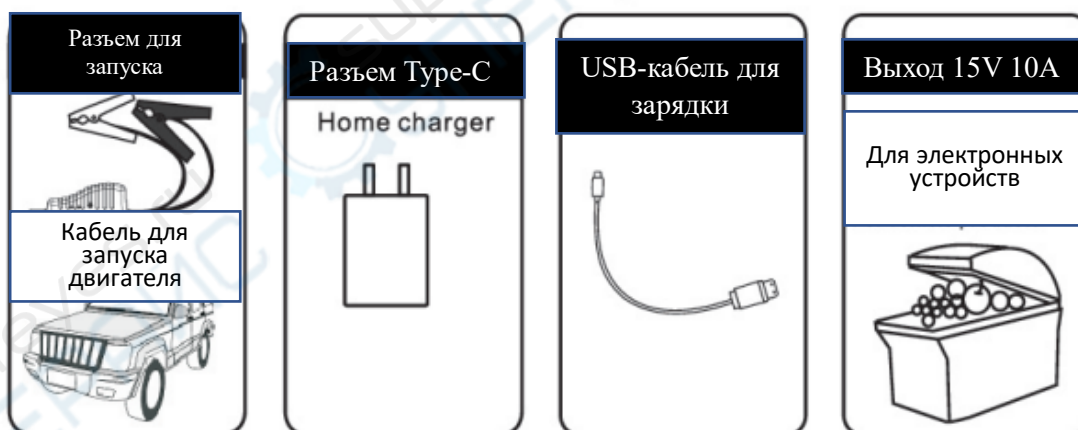 Разъем для
запуска
Кабель для
запуска
двигателя
Разъем Type-C
Home charger
USB-кабель для
зарядки
Выход 15V 10A
Для электронных
устройств